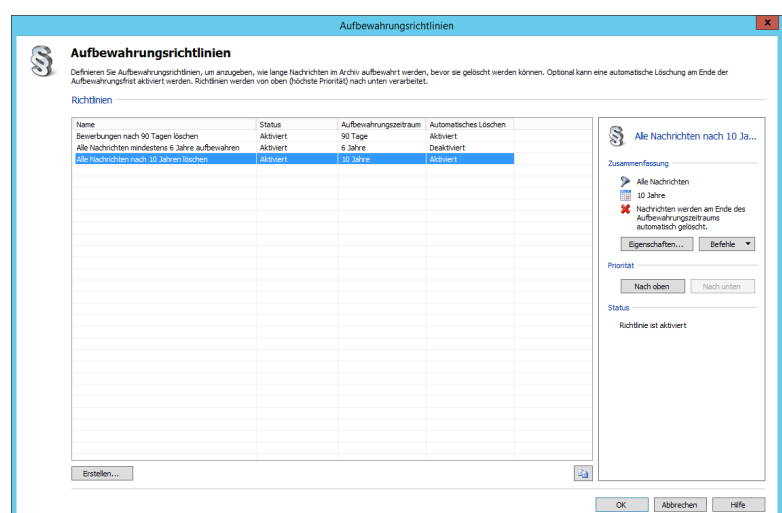 Aufbewahrungsrichtlinien
x
Aufbewahrungsrichtlinien
Definieren Sie Aufbewahrungsrichtlinien, um anzugeben, wie lange Nachrichten im Archiv aufbewahrt werden, bevor sie gelöscht werden können. Optional kann eine automatische Löschung am Ende der
Aufbewahrungsfrist aktiviert werden. Richtlinien werden von oben (höchste Priorität) nach unten verarbeitet.
Richtlinien
Name Status Aufbewahrungszeitraum Automatisches Löschen
Bewerbungen nach 90 Tagen löschen Aktiviert 90 Tage Aktiviert
Alle Nachrichten mindestens 6 Jahre aufbewahren Aktiviert 6 Jahre Deaktiviert
Alle Nachrichten nach 10 Jahren löschen Aktiviert 10 Jahre Aktiviert
§ Alle Nachrichten nach 10 Ja...
Zusammenfassung
Alle Nachrichten
10 Jahre
Nachrichten werden am Ende des
Aufbewahrungszeitraums
automatisch gelöscht.
Eigenschaften... Befehle
Priorität
Nach oben Nach unten
Status
Richtlinie ist aktiviert
Erstellen...
OK Abbrechen Hilfe